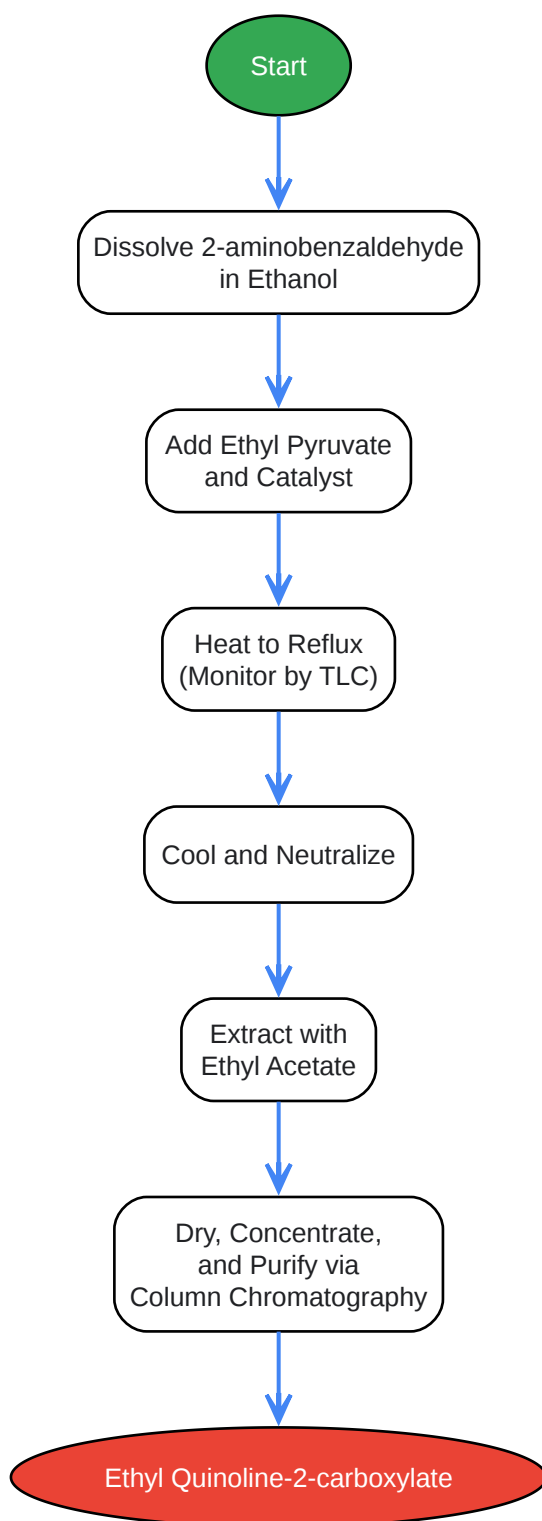 Start
Dissolve 2-aminobenzaldehyde
in Ethanol
Add Ethyl Pyruvate
and Catalyst
Heat to Reflux
(Monitor by TLC)
Cool and Neutralize
Extract with
Ethyl Acetate
Dry, Concentrate,
and Purify via
Column Chromatography
Ethyl Quinoline-2-carboxylate